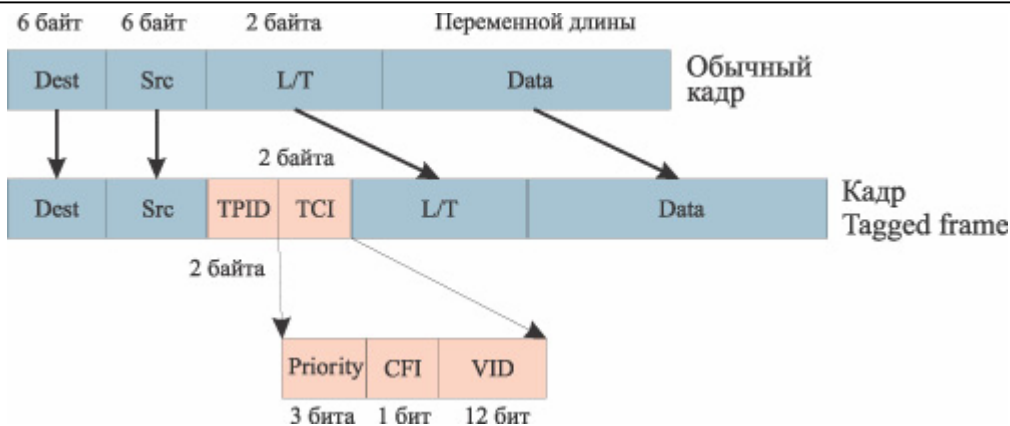 6 байт 6 байт 2 байта Переменной длины
Dest Src L/T Data
Обычный
кадр
2 байта
Dest Src TPID TCI L/T Data
Кадр
Tagged frame
2 байта
Priority CFI VID
3 бита 1 бит 12 бит